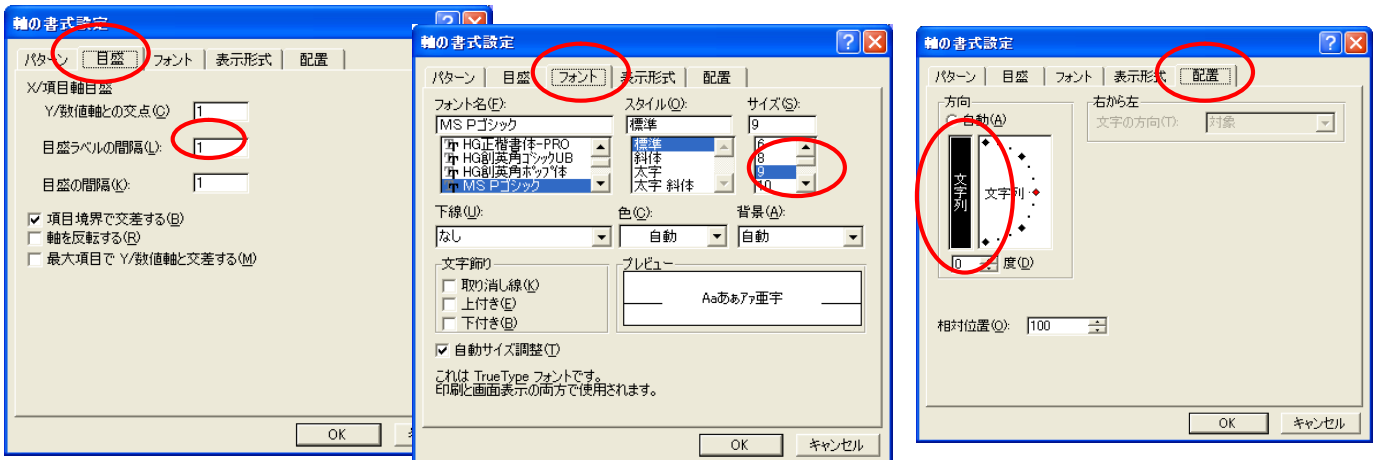 軸の書式設定
パターン 目盛 フォント 表示形式 配置
X/項目軸目盛
Y/数値軸との交点(C) 1
目盛ラベルの間隔(L): 1
目盛の間隔(K): 1
項目境界で交差する(B)
軸を反転する(R)
最大項目で Y/数値軸と交差する(M)
OK
軸の書式設定
パターン 目盛 フォント 表示形式 配置
フォント名(F): スタイル(O): サイズ(S):
MS Pゴシック 標準 9
HG正楷書体-PRO 標準 6
HG創英角ゴシックUB 斜体 8
HG創英角ポップ体 太字 9
MS Pゴシック 太字 斜体 10
下線(U): 色(C): 背景(A):
なし 自動 自動
文字飾り プレビュー
取り消し線(K)
上付き(E) Aaあぁアァ亜宇
下付き(B)
自動サイズ調整(T)
これは TrueType フォントです。
印刷と画面表示の両方で使用されます。
OK キャンセル
軸の書式設定
パターン 目盛 フォント 表示形式 配置
方向 右から左
自動(A) 文字の方向(T): 対象
文字列 文字列
0 度(D)
相対位置(O): 100
OK キャンセル